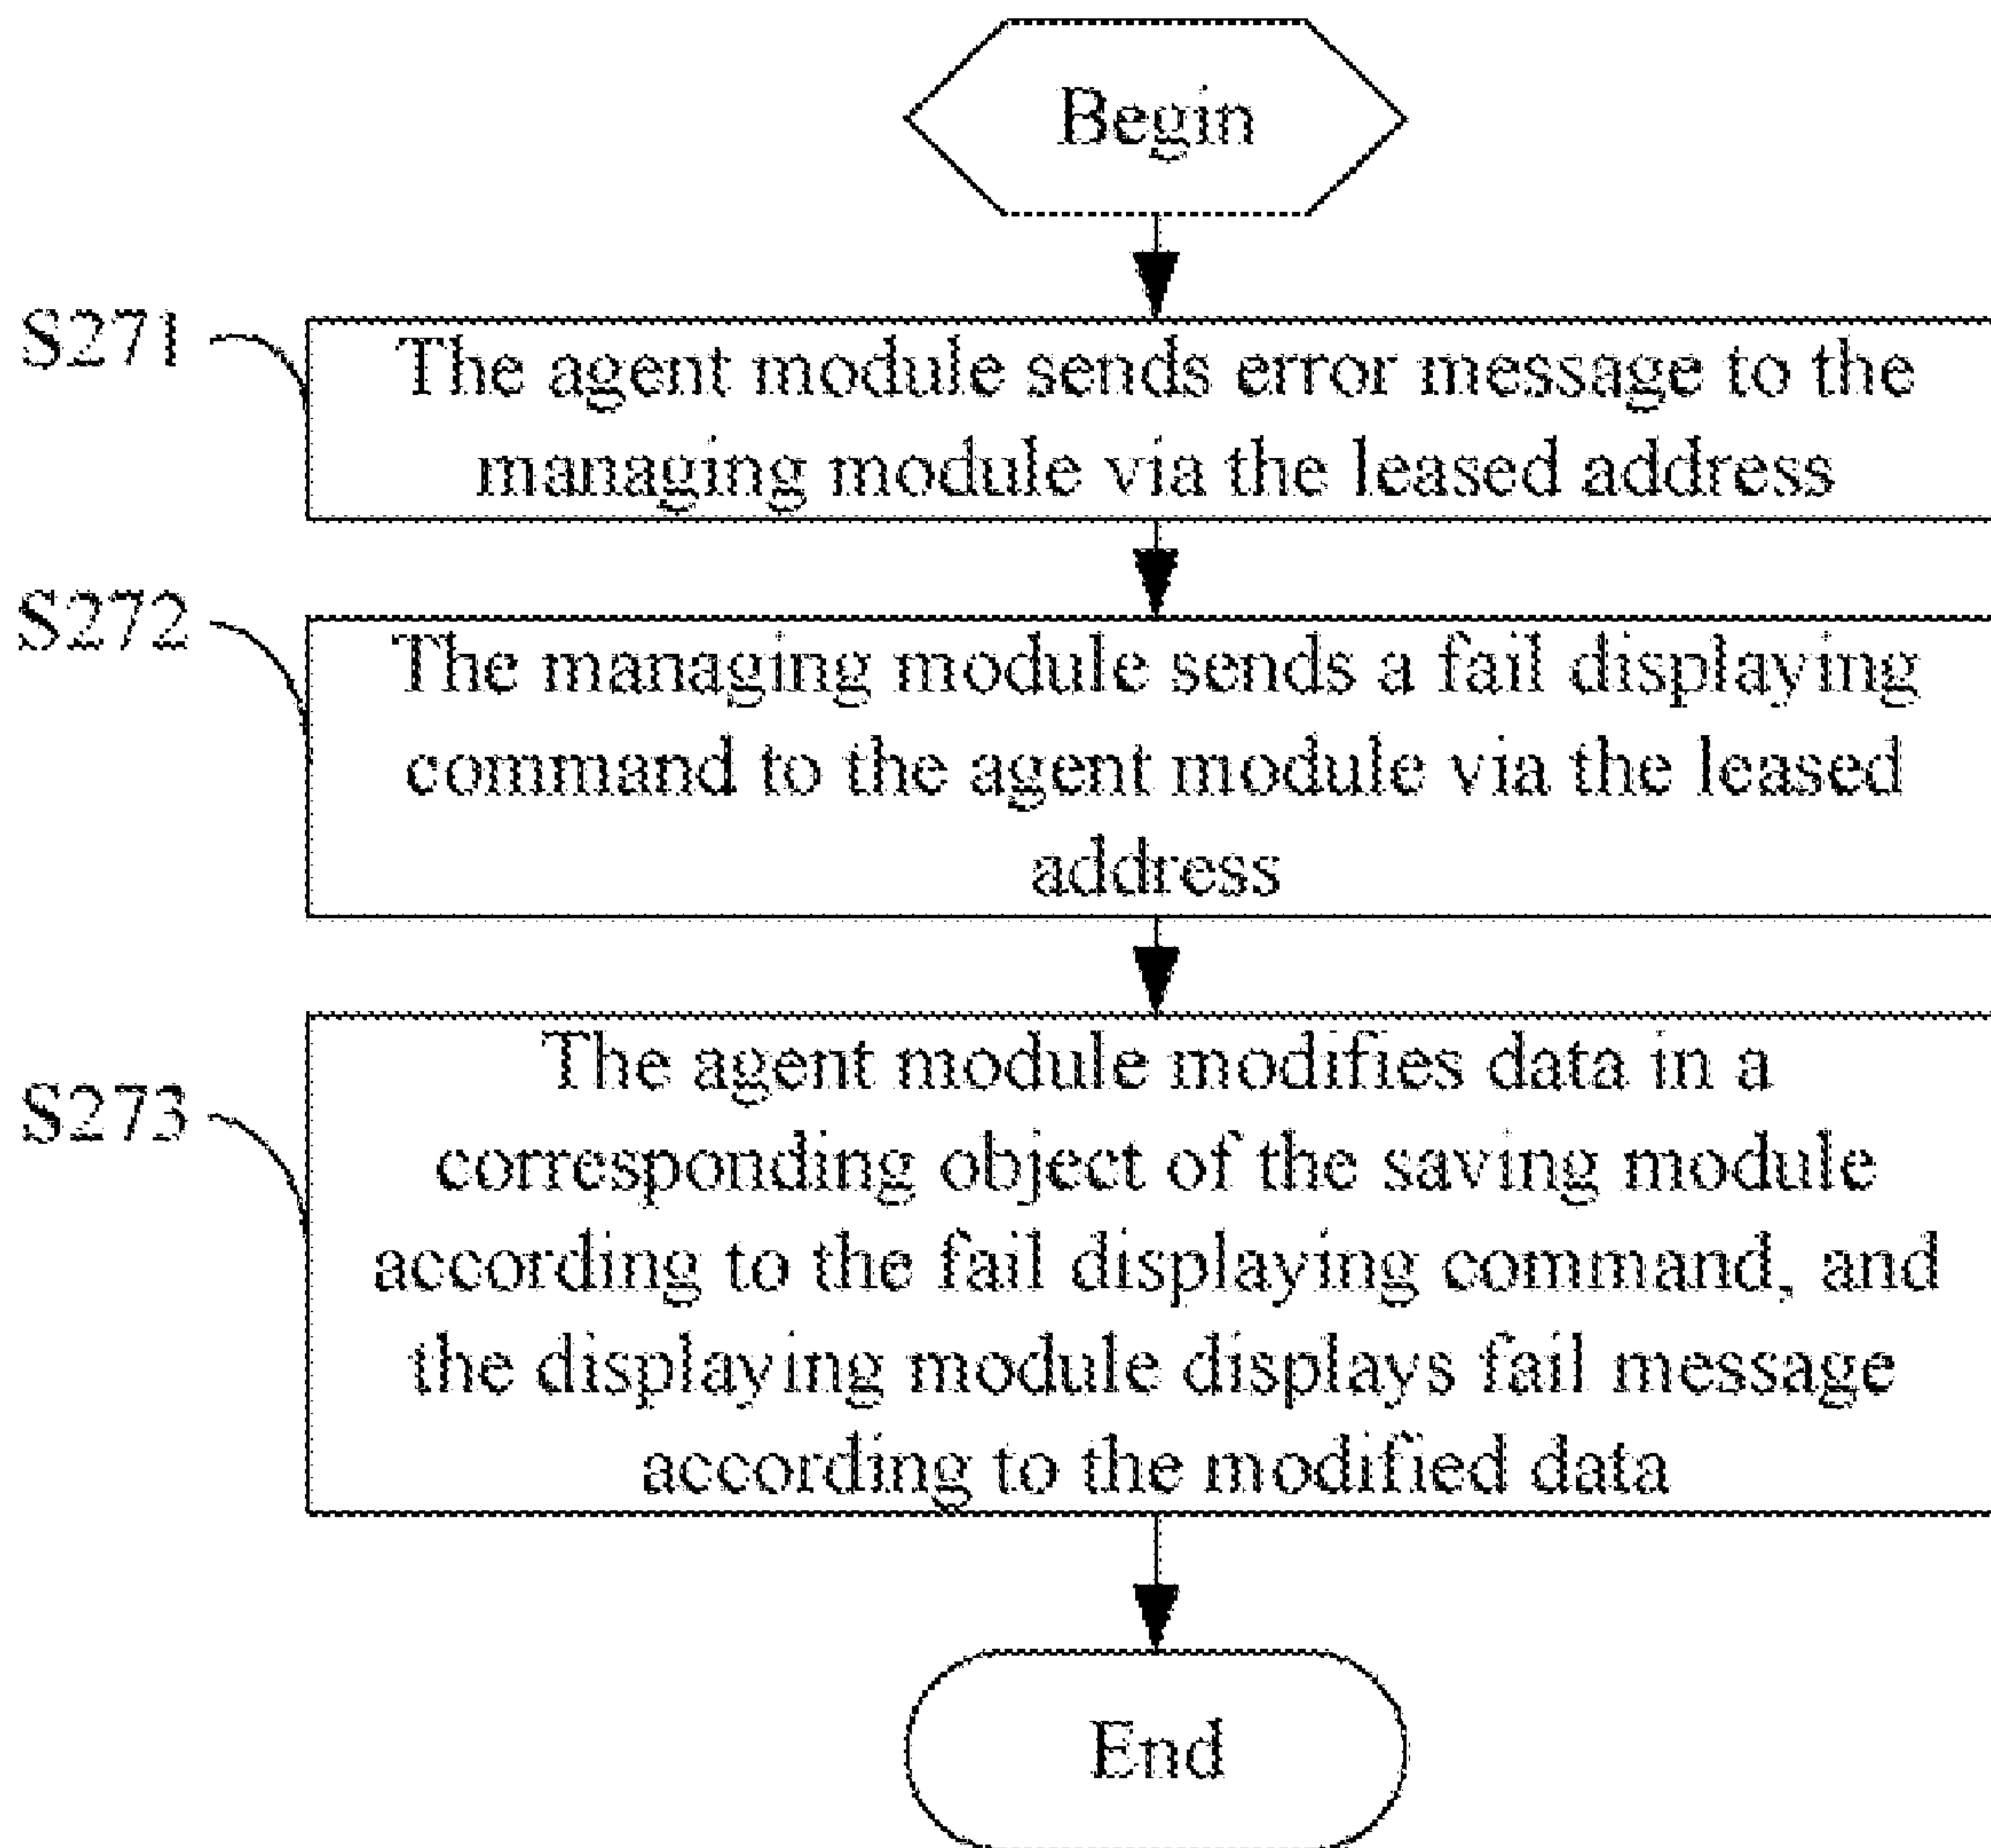 Begin
S271
The agent module sends error message to the
managing module via the leased address
S272
The managing module sends a fail displaying
command to the agent module via the leased
address
S273
The agent module modifies data in a
corresponding object of the saving module
according to the fail displaying command, and
the displaying module displays fail message
according to the modified data
End